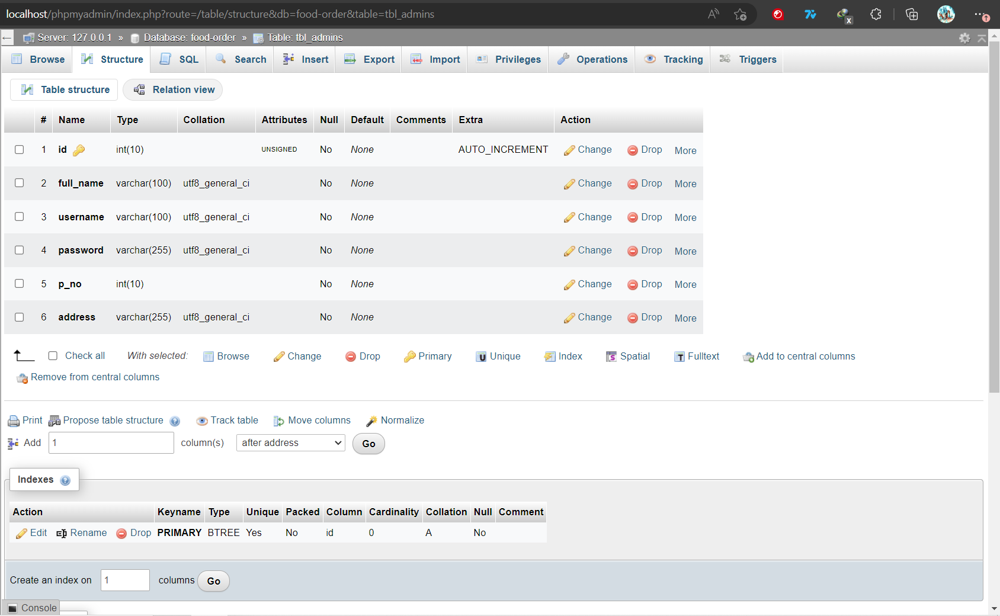 localhost/phpmyadmin/index.php?route=/table/structure&db=food-order&table=tbl_admins
Server: 127.0.0.1 » Database: food-order » Table: tbl_admins
Browse Structure SQL Search Insert Export Import Privileges Operations Tracking Triggers
Table structure Relation view
# Name Type Collation Attributes Null Default Comments Extra Action
1 id int(10) UNSIGNED No None AUTO_INCREMENT Change Drop More
2 full_name varchar(100) utf8_general_ci No None Change Drop More
3 username varchar(100) utf8_general_ci No None Change Drop More
4 password varchar(255) utf8_general_ci No None Change Drop More
5 p_no int(10) No None Change Drop More
6 address varchar(255) utf8_general_ci No None Change Drop More
Check all With selected: Browse Change Drop Primary Unique Index Spatial Fulltext Add to central columns
Remove from central columns
Print Propose table structure Track table Move columns Normalize
Add 1 column(s) after address Go
Indexes
Action Keyname Type Unique Packed Column Cardinality Collation Null Comment
Edit Rename Drop PRIMARY BTREE Yes No id 0 A No
Create an index on 1 columns Go
Console